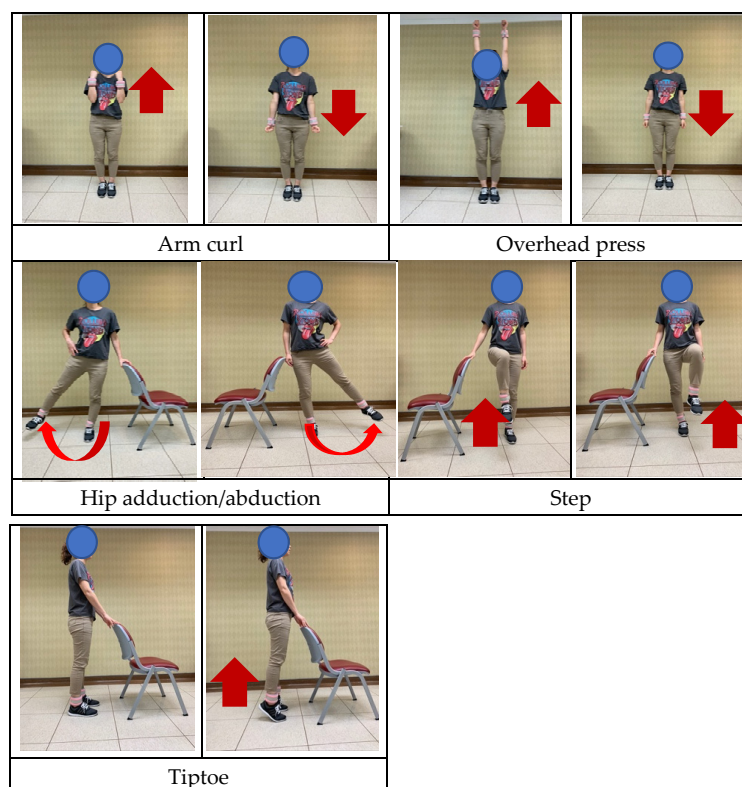 Arm curl
Overhead press
Hip adduction/abduction
Step
Tiptoe